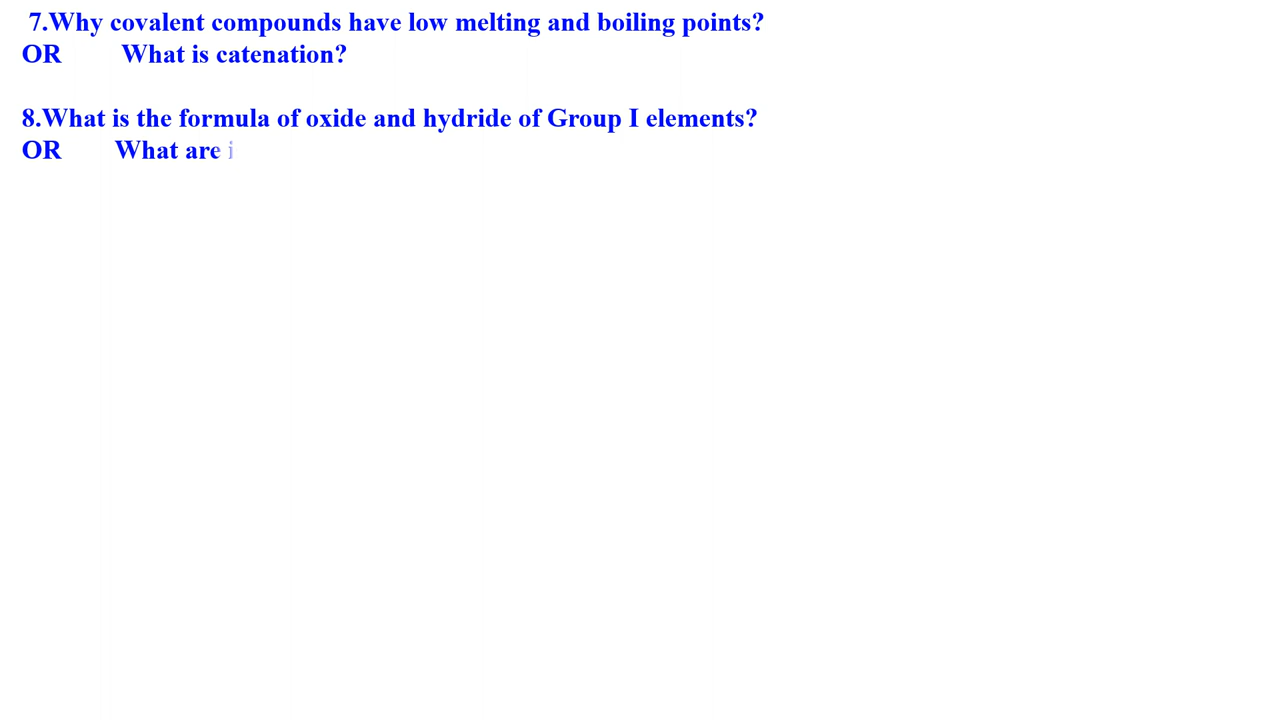 7.Why covalent compounds have low melting and boiling points?
OR What is catenation?
8.What is the formula of oxide and hydride of Group I elements?
OR What are